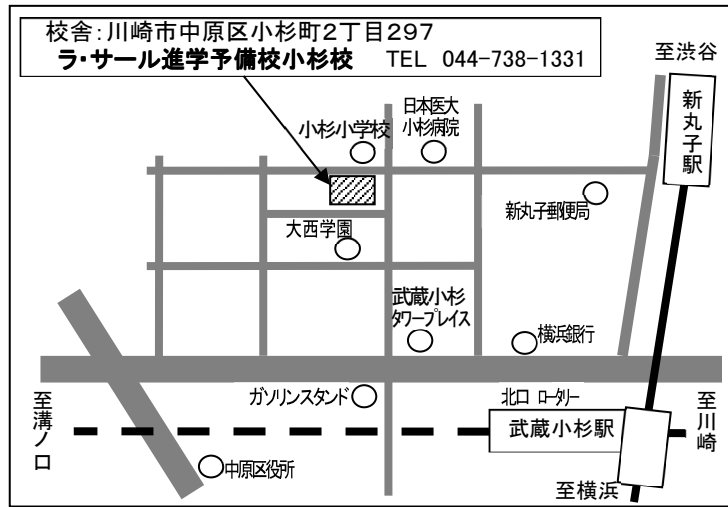 校舎:川崎市中原区小杉町2丁目297
ラ・サール進学予備校小杉校 TEL 044-738-1331
至渋谷
新丸子駅
日本医大
小杉病院
小杉小学校
新丸子郵便局
大西学園
武蔵小杉
タワープレイス
横浜銀行
ガソリンスタンド
北口 ロータリー
至溝ノ口
武蔵小杉駅
至川崎
中原区役所
至横浜